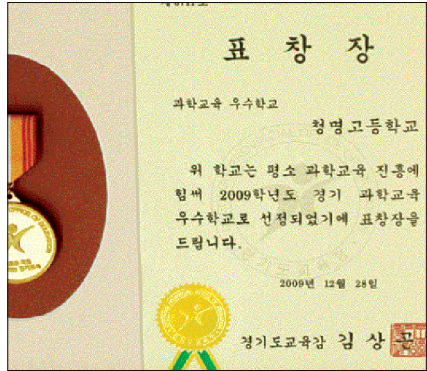 표 창 장
과학교육 우수학교
청명고등학교
위 학교는 평소 과학교육 진흥에
힘써 2009학년도 경기 과학교육
우수학교로 선정되었기에 표창장을
드립니다.
2009년 12월 28일
경기도교육감 김 상 곤